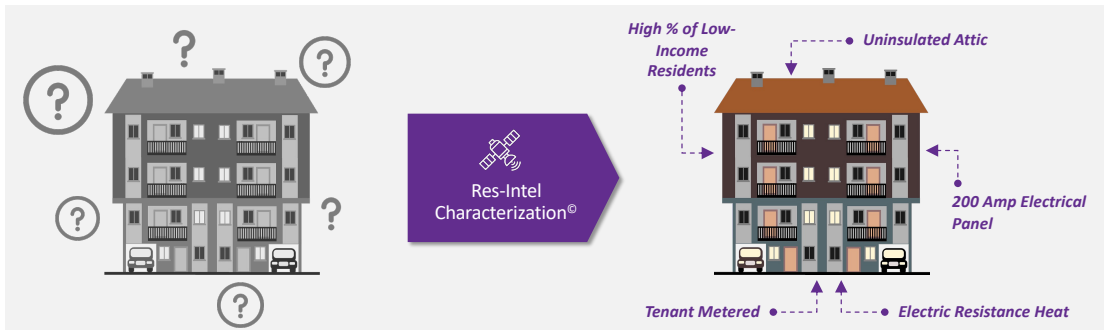 ?
?
?
?
?
?
Res-Intel
Characterization©
High % of Low-
Income
Residents
Uninsulated Attic
200 Amp Electrical
Panel
Tenant Metered
Electric Resistance Heat